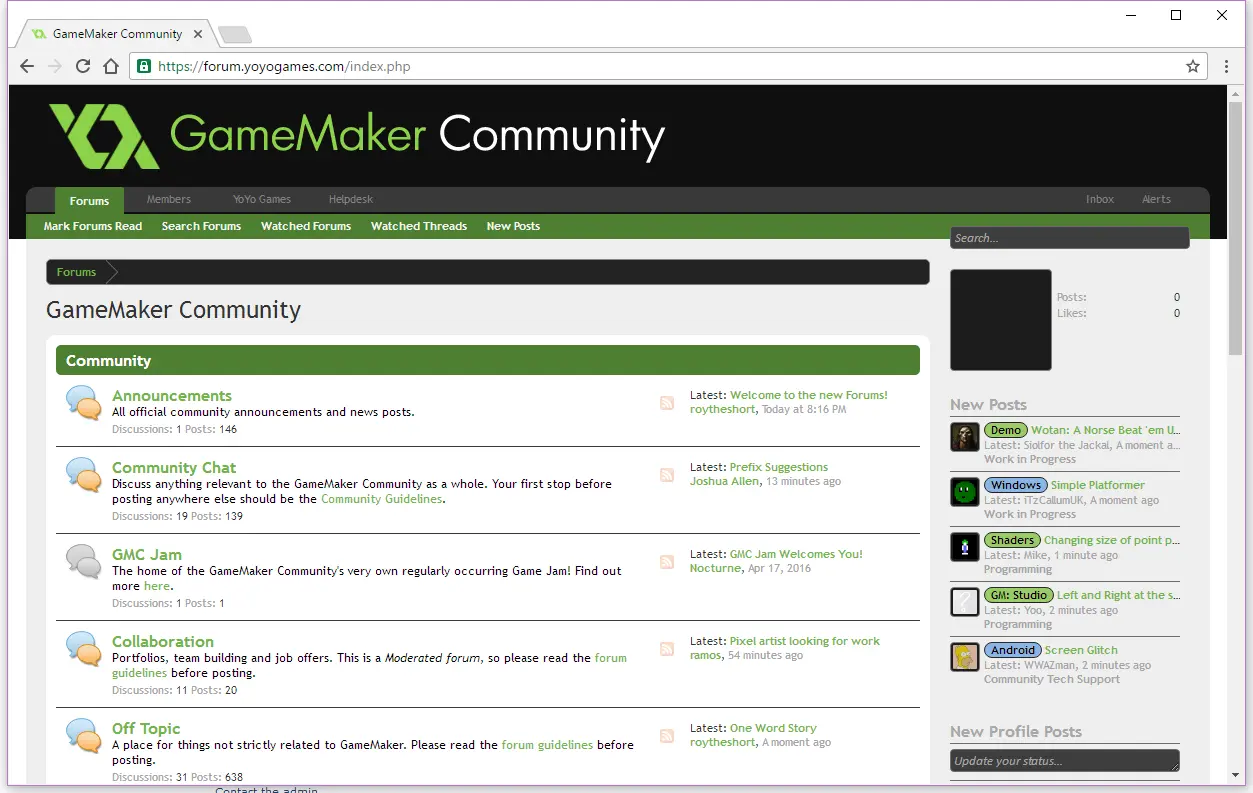 GameMaker Community
https://forum.yoyogames.com/index.php
GameMaker Community
Forums
Members
YoYo Games
Helpdesk
Inbox
Alerts
Mark Forums Read
Search Forums
Watched Forums
Watched Threads
New Posts
Search...
Forums
GameMaker Community
Community
Announcements
All official community announcements and news posts.
Discussions: 1 Posts: 146
Latest: Welcome to the new Forums!
roytheshort, Today at 8:16 PM
Community Chat
Discuss anything relevant to the GameMaker Community as a whole. Your first stop before
posting anywhere else should be the Community Guidelines.
Discussions: 19 Posts: 139
Latest: Prefix Suggestions
Joshua Allen, 13 minutes ago
GMC Jam
The home of the GameMaker Community's very own regularly occurring Game Jam! Find out
more here.
Discussions: 1 Posts: 1
Latest: GMC Jam Welcomes You!
Nocturne, Apr 17, 2016
Collaboration
Portfolios, team building and job offers. This is a Moderated forum, so please read the forum
guidelines before posting.
Discussions: 11 Posts: 20
Latest: Pixel artist looking for work
ramos, 54 minutes ago
Off Topic
A place for things not strictly related to GameMaker. Please read the forum guidelines before
posting.
Discussions: 31 Posts: 638
Latest: One Word Story
roytheshort, A moment ago
Posts: 0
Likes: 0
New Posts
Demo Wotan: A Norse Beat 'em U...
Latest: Siolfor the Jackal, A moment a...
Work in Progress
Windows Simple Platformer
Latest: iTzCallumUK, A moment ago
Work in Progress
Shaders Changing size of point p...
Latest: Mike, 1 minute ago
Programming
GM: Studio Left and Right at the s...
Latest: Yoo, 2 minutes ago
Programming
Android Screen Glitch
Latest: WWAZman, 2 minutes ago
Community Tech Support
New Profile Posts
Update your status...
Contact the admin